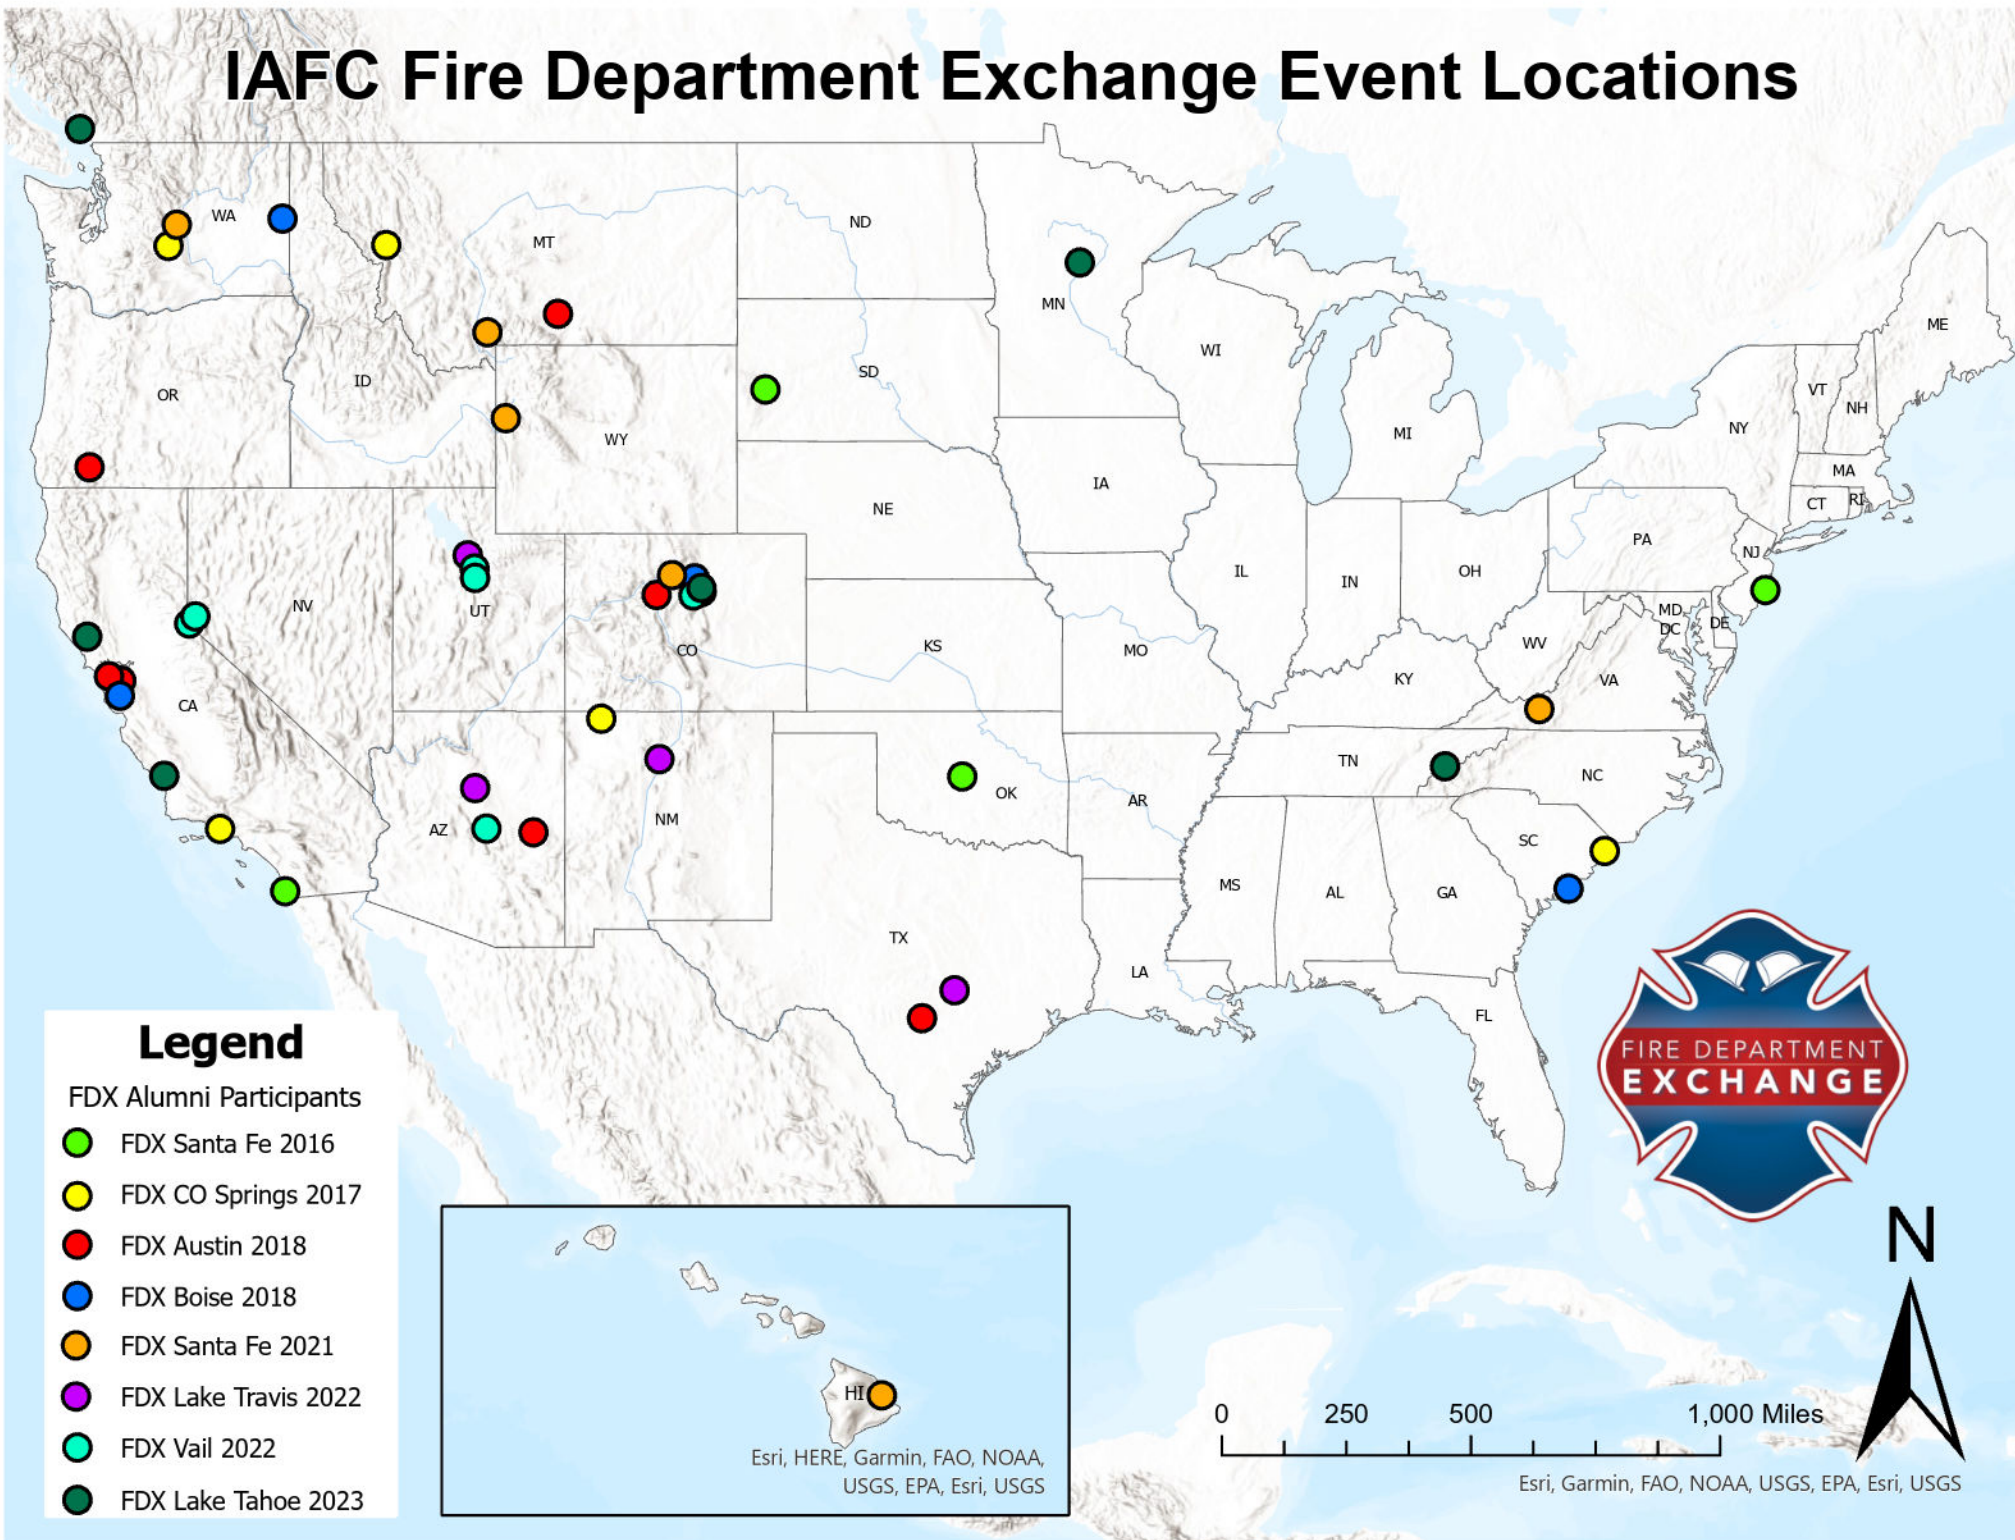 IAFC Fire Department Exchange Event Locations
WA
MT
ND
MN
ME
OR
ID
SD
WI
VT
NH
WY
MI
NY
MA
IA
CT
RI
NE
PA
NJ
NV
UT
IL
IN
OH
MD
DC
DE
CO
KS
MO
WV
KY
VA
CA
TN
NC
AZ
NM
OK
AR
SC
MS
AL
GA
TX
LA
FL
FIRE DEPARTMENT
EXCHANGE
Legend
FDX Alumni Participants
FDX Santa Fe 2016
FDX CO Springs 2017
FDX Austin 2018
FDX Boise 2018
FDX Santa Fe 2021
FDX Lake Travis 2022
FDX Vail 2022
FDX Lake Tahoe 2023
HI
Esri, HERE, Garmin, FAO, NOAA,
USGS, EPA, Esri, USGS
N
0 250 500 1,000 Miles
Esri, Garmin, FAO, NOAA, USGS, EPA, Esri, USGS